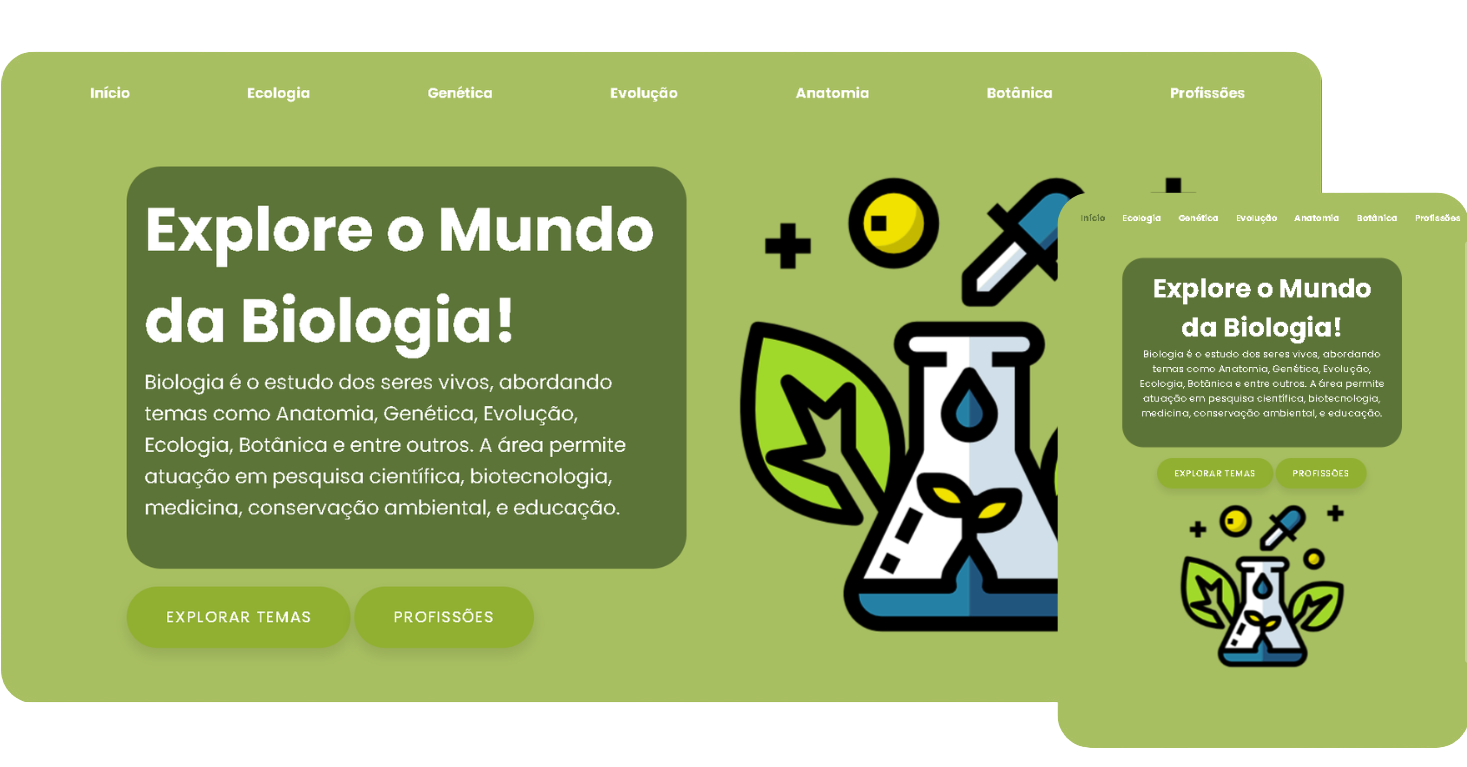 Início Ecologia Genética Evolução Anatomia Botânica Profissões
Explore o Mundo
da Biologia!
Biologia é o estudo dos seres vivos, abordando
temas como Anatomia, Genética, Evolução,
Ecologia, Botânica e entre outros. A área permite
atuação em pesquisa científica, biotecnologia,
medicina, conservação ambiental, e educação.
EXPLORAR TEMAS PROFISSÕES
Início Ecologia Genética Evolução Anatomia Botânica Profissões
Explore o Mundo
da Biologia!
Biologia é o estudo dos seres vivos, abordando
temas como Anatomia, Genética, Evolução,
Ecologia, Botânica e entre outros. A área permite
atuação em pesquisa científica, biotecnologia,
medicina, conservação ambiental, e educação.
EXPLORAR TEMAS PROFISSÕES